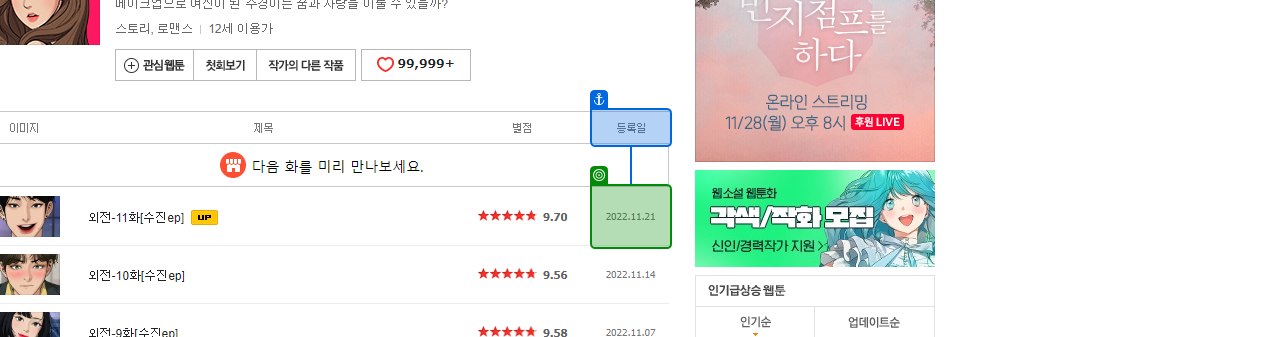 메이크업으로 여신이 된 주경이는 꿈과 사랑을 이룰 수 있을까?
스토리, 로맨스 | 12세 이용가
관심웹툰 첫회보기 작가의 다른 작품 99,999+
이미지 제목 별점 등록일
다음 화를 미리 만나보세요.
외전-11화[수진ep] UP 9.70 2022.11.21
외전-10화[수진ep] 9.56 2022.11.14
외전-9화[수진ep] 9.58 2022.11.07
번지점프를
하다
온라인 스트리밍
11/28(월) 오후 8시 후원 LIVE
웹소설 웹툰화
각색/작화 모집
신인/경력작가 지원 >
인기급상승 웹툰
인기순 업데이트순